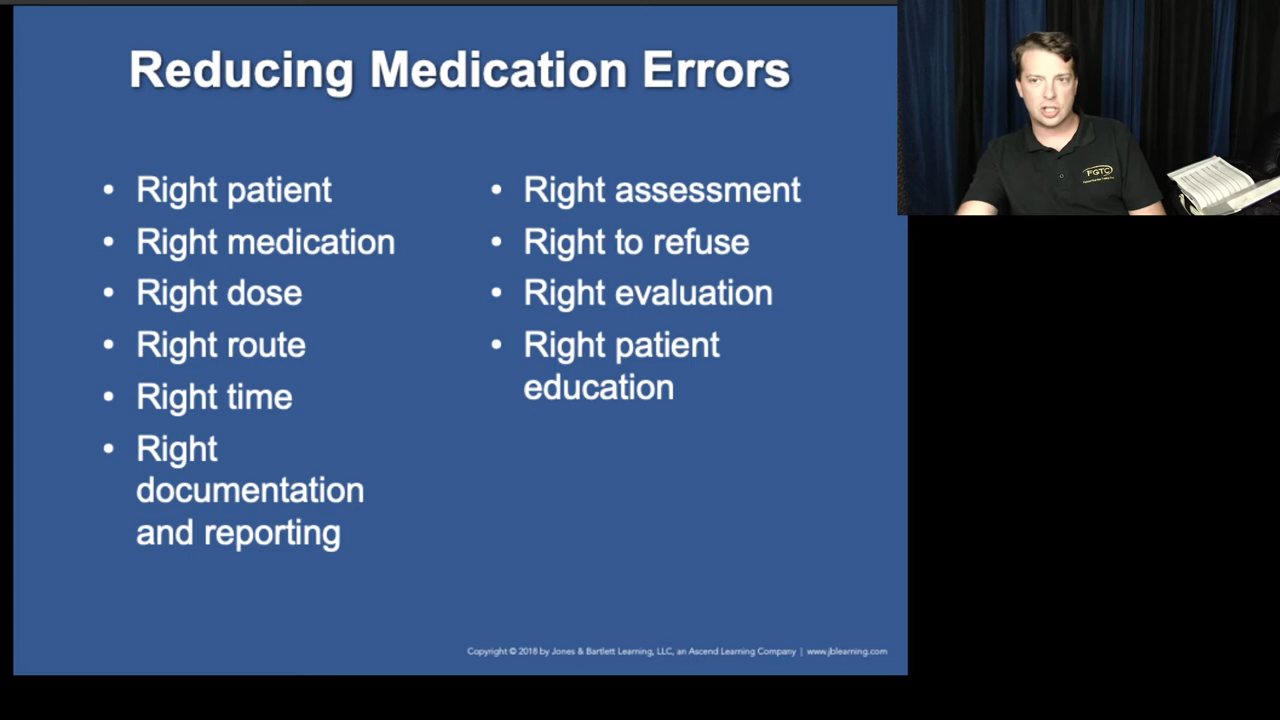 Reducing Medication Errors
• Right patient
• Right medication
• Right dose
• Right route
• Right time
• Right
documentation
and reporting
• Right assessment
• Right to refuse
• Right evaluation
• Right patient
education
Copyright © 2018 by Jones & Bartlett Learning, LLC, an Ascend Learning Company | www.jblearning.com
FGTC